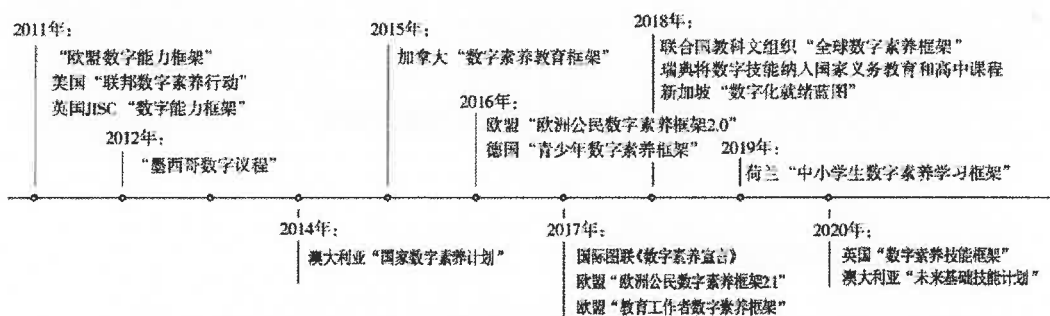 2011年：
“欧盟数字能力框架”
美国“联邦数字素养行动”
英国JISC“数字能力框架”
2012年：
“墨西哥数字议程”
2014年：
澳大利亚“国家数字素养计划”
2015年：
加拿大“数字素养教育框架”
2016年：
欧盟“欧洲公民数字素养框架2.0”
德国“青少年数字素养框架”
2017年：
国际图联《数字素养宣言》
欧盟“欧洲公民数字素养框架2.1”
欧盟“教育工作者数字素养框架”
2018年：
联合国教科文组织“全球数字素养框架”
瑞典将数字技能纳入国家义务教育和高中课程
新加坡“数字化就绪蓝图”
2019年：
荷兰“中小学生数字素养学习框架”
2020年：
英国“数字素养技能框架”
澳大利亚“未来基础技能计划”